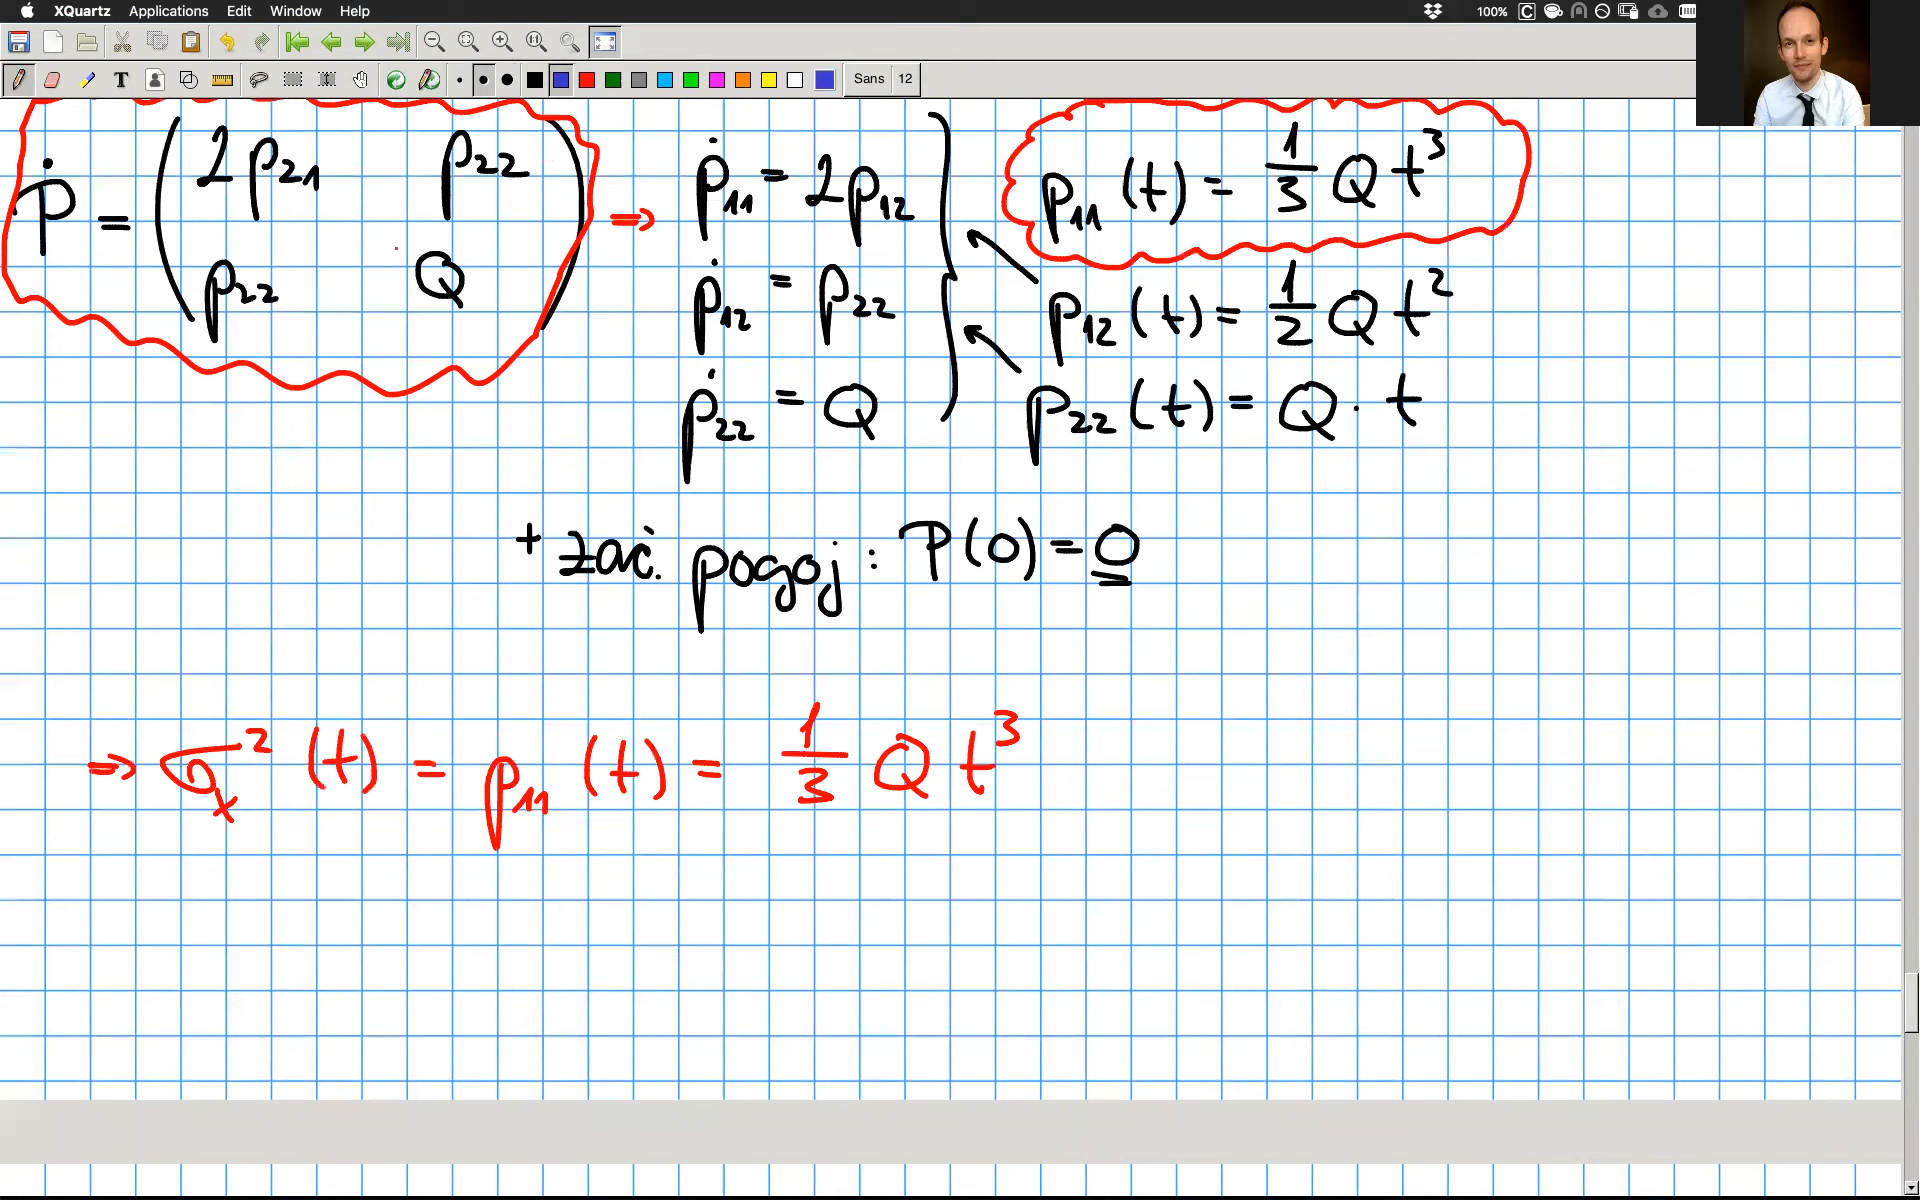 XQuartz Applications Edit Window Help
100%
Sans 12
Ṗ = ( 2p₂₁ p₂₂
p₂₂ Q ) ⇒
ṗ₁₁ = 2p₁₂
ṗ₁₂ = p₂₂
ṗ₂₂ = Q
p₁₁(t) = 1/3 Q t³
p₁₂(t) = 1/2 Q t²
p₂₂(t) = Q · t
+ zač. pogoj: P(0) = 0
⇒ σₓ²(t) = p₁₁(t) = 1/3 Q t³